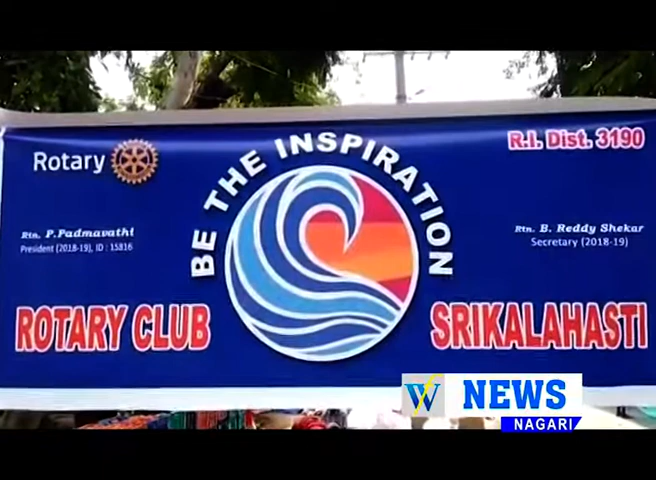 Rotary
BE THE INSPIRATION
R.I. Dist. 3190
Rtn. P.Padmavathi
President (2018-19), ID : 15816
Rtn. B. Reddy Shekar
Secretary (2018-19)
ROTARY CLUB
SRIKALAHASTI
W NEWS
NAGARI